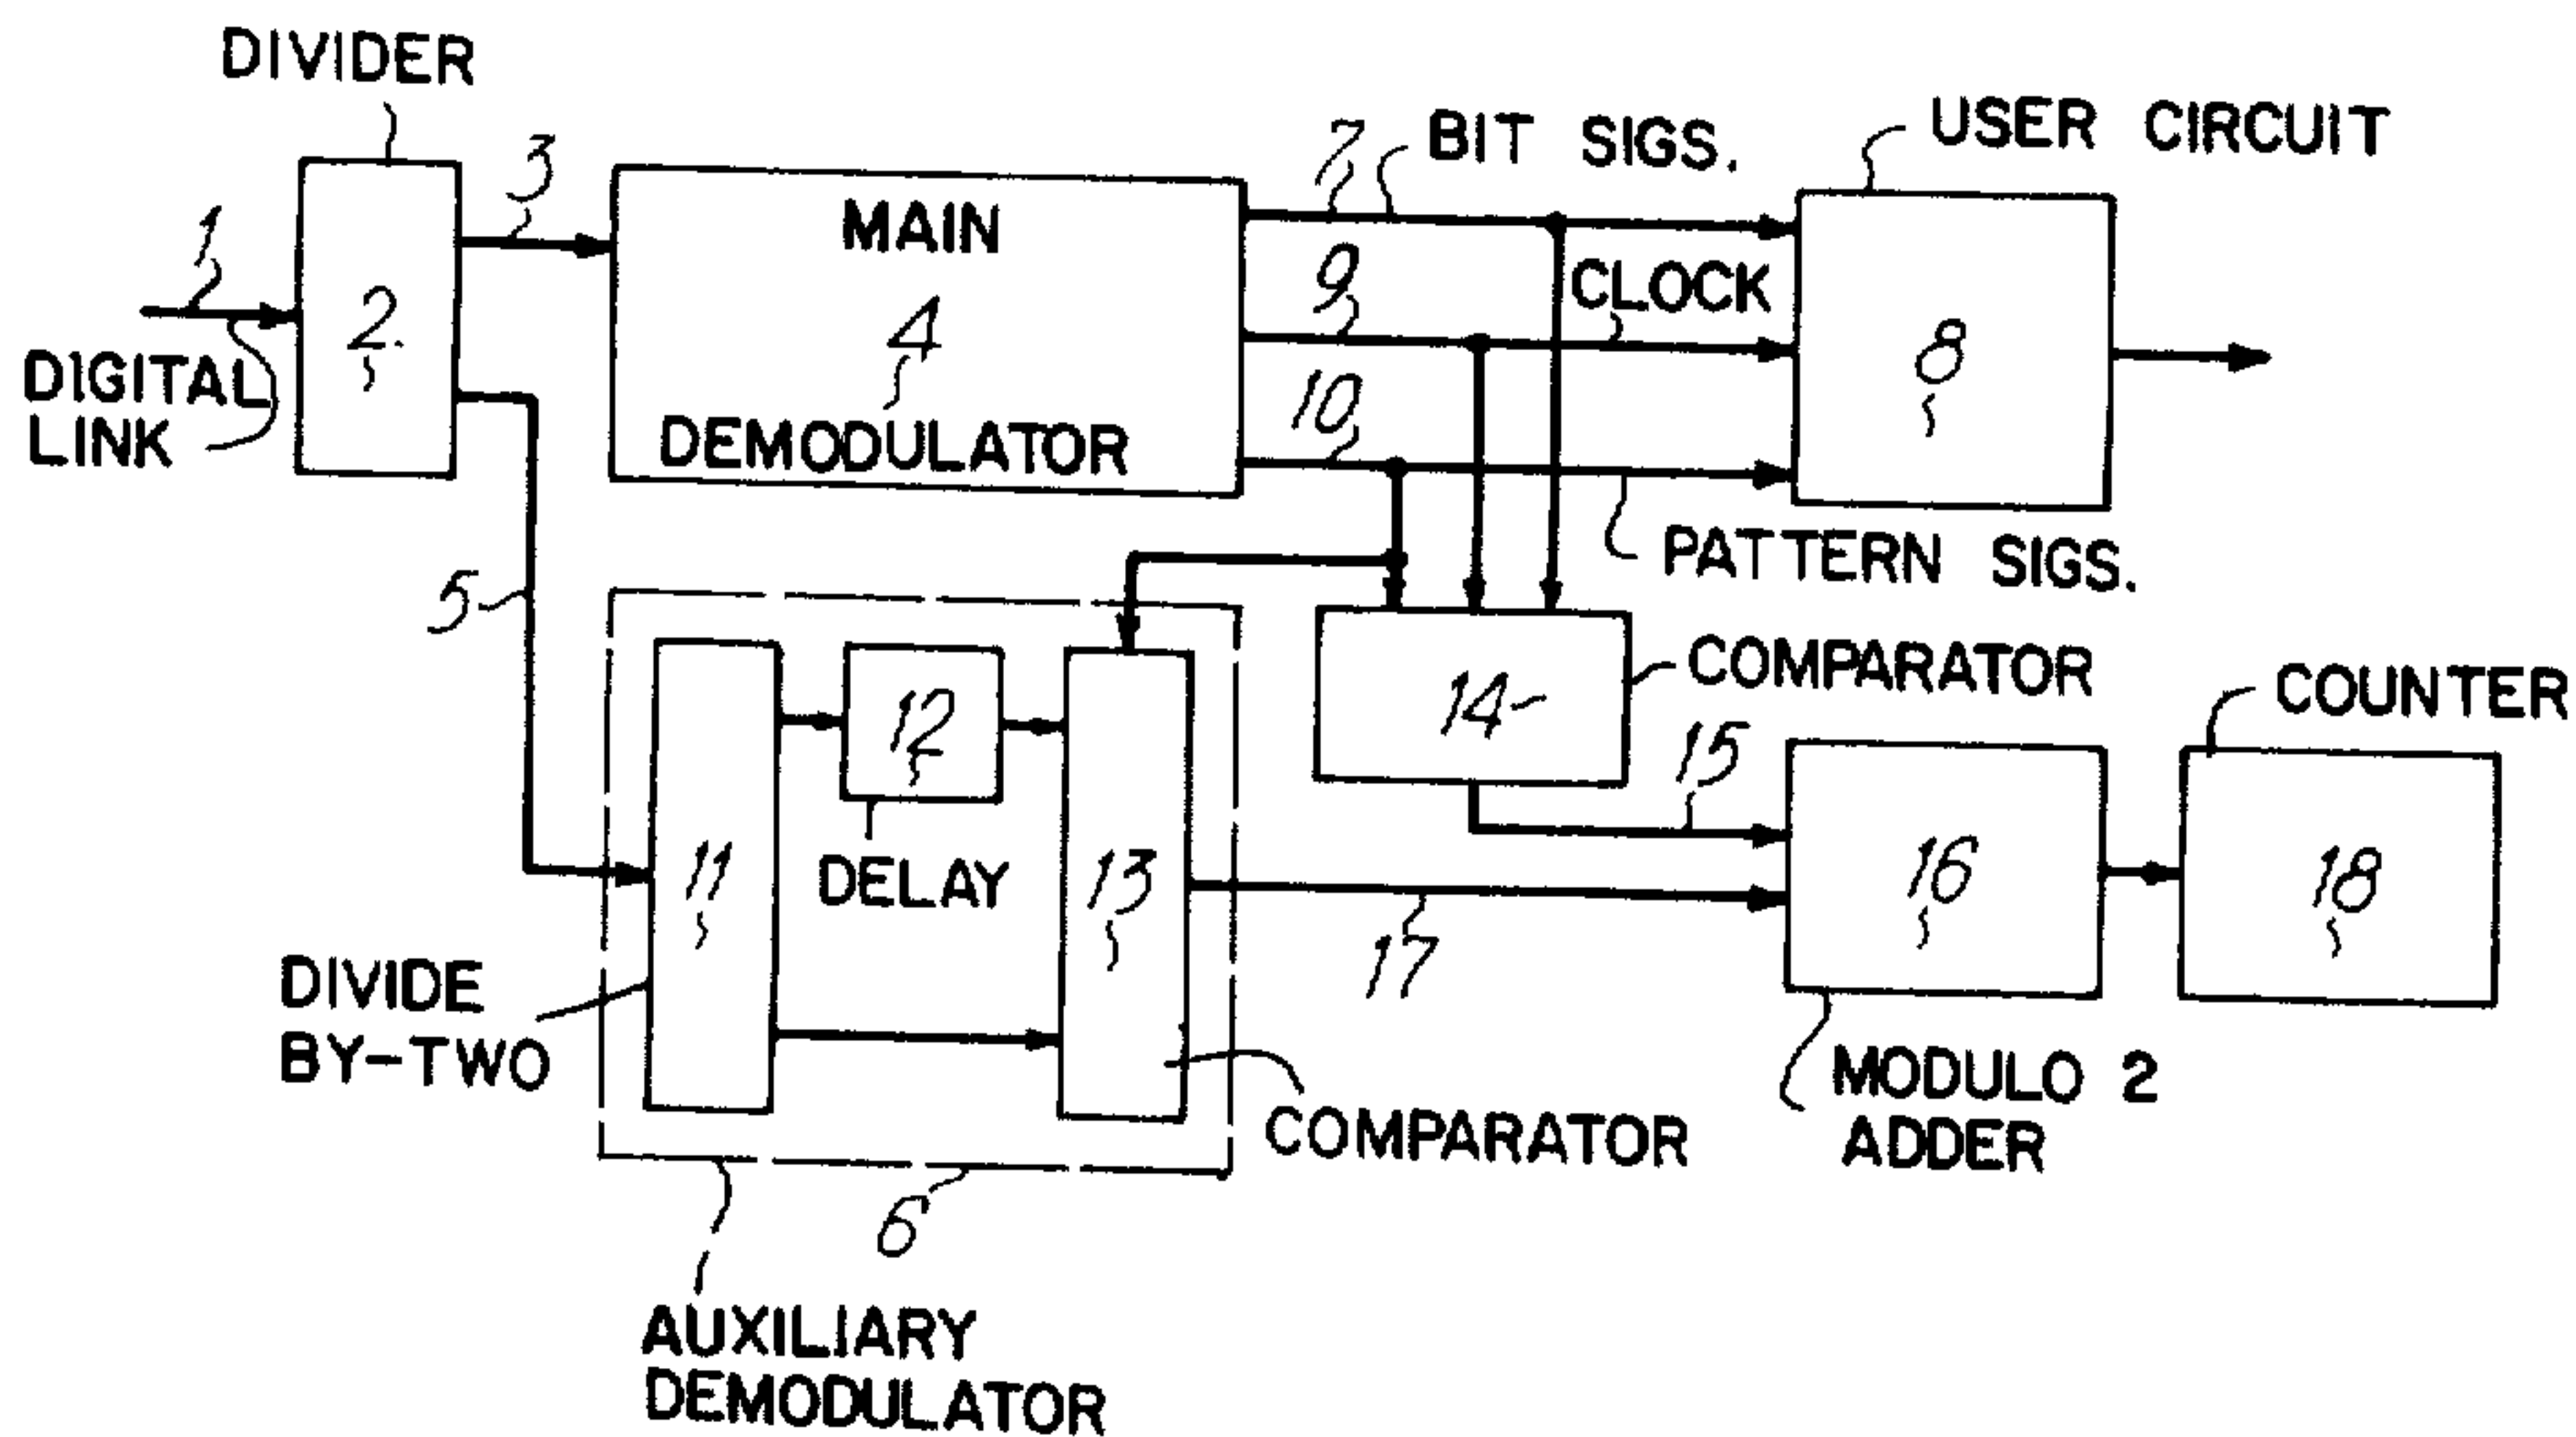 DIVIDER
3
7
BIT SIGS.
USER CIRCUIT
1
2
MAIN
4
DEMODULATOR
9
CLOCK
8
DIGITAL
LINK
10
PATTERN SIGS.
5
12
DELAY
11
13
14
COMPARATOR
15
COUNTER
16
18
17
DIVIDE
BY-TWO
COMPARATOR
MODULO 2
ADDER
6
AUXILIARY
DEMODULATOR